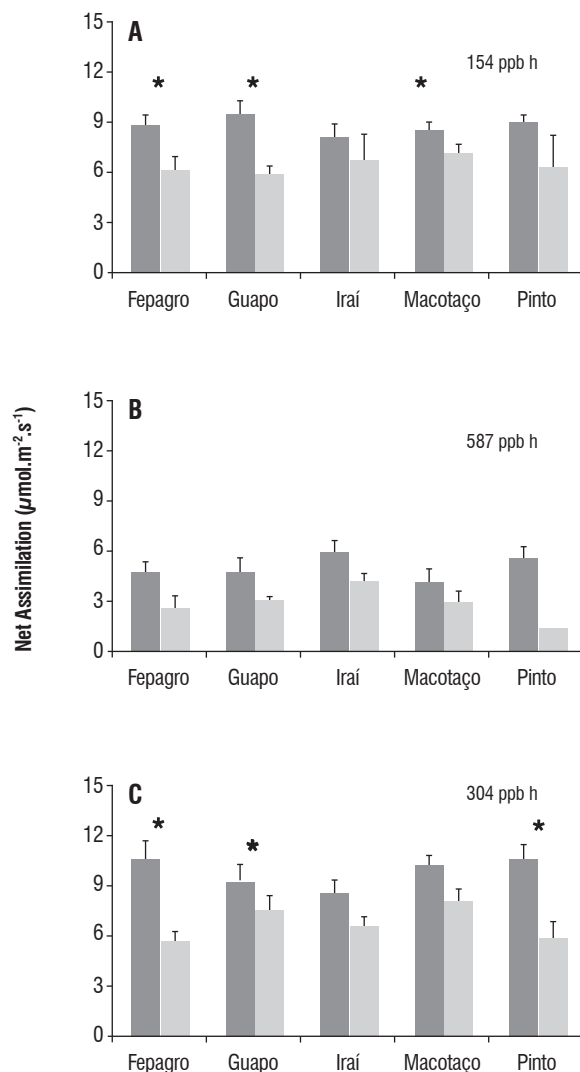 15
A
154 ppb h
12
* * *
9
6
3
0
Fepagro Guapo Iraí Macotaço Pinto
Net Assimilation (µmol.m⁻².s⁻¹)
15
B
587 ppb h
12
9
6
3
0
Fepagro Guapo Iraí Macotaço Pinto
15
C
304 ppb h
12
* * *
9
6
3
0
Fepagro Guapo Iraí Macotaço Pinto